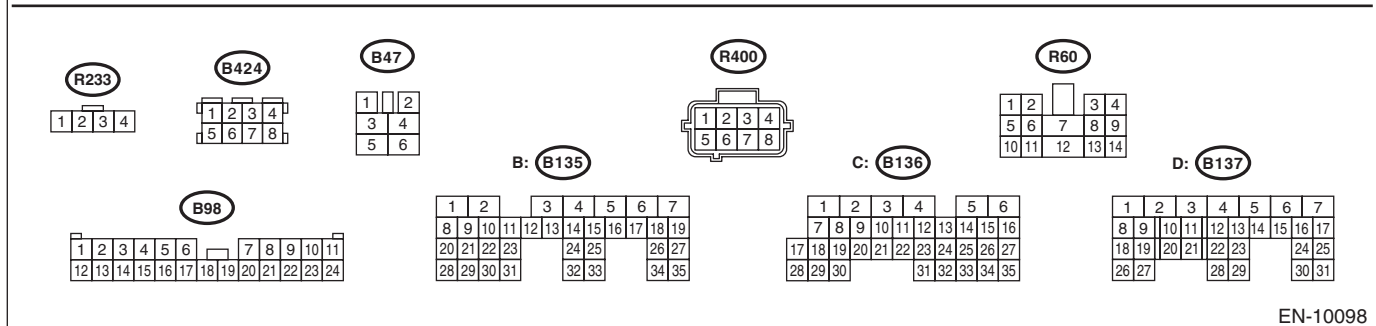 R233
B424
B47
R400
R60
1 2 3 4
1 2 3 4
5 6 7 8
1 2
3 4
5 6
1 2 3 4
5 6 7 8
1 2 3 4
5 6 7 8 9
10 11 12 13 14
B98
1 2 3 4 5 6 7 8 9 10 11
12 13 14 15 16 17 18 19 20 21 22 23 24
B: B135
1 2 3 4 5 6 7
8 9 10 11 12 13 14 15 16 17 18 19
20 21 22 23 24 25 26 27
28 29 30 31 32 33 34 35
C: B136
1 2 3 4 5 6
7 8 9 10 11 12 13 14 15 16
17 18 19 20 21 22 23 24 25 26 27
28 29 30 31 32 33 34 35
D: B137
1 2 3 4 5 6 7
8 9 10 11 12 13 14 15 16 17
18 19 20 21 22 23 24 25
26 27 28 29 30 31
EN-10098